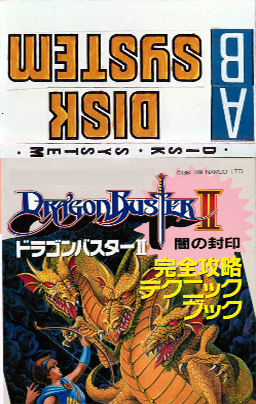 DISK
SYSTEM
A
B
・DISK・SYSTEM・
NAMCO LTD.
DRAGON BUSTER II
ドラゴンバスターII
闇の封印
完全攻略
テクニック
ブック